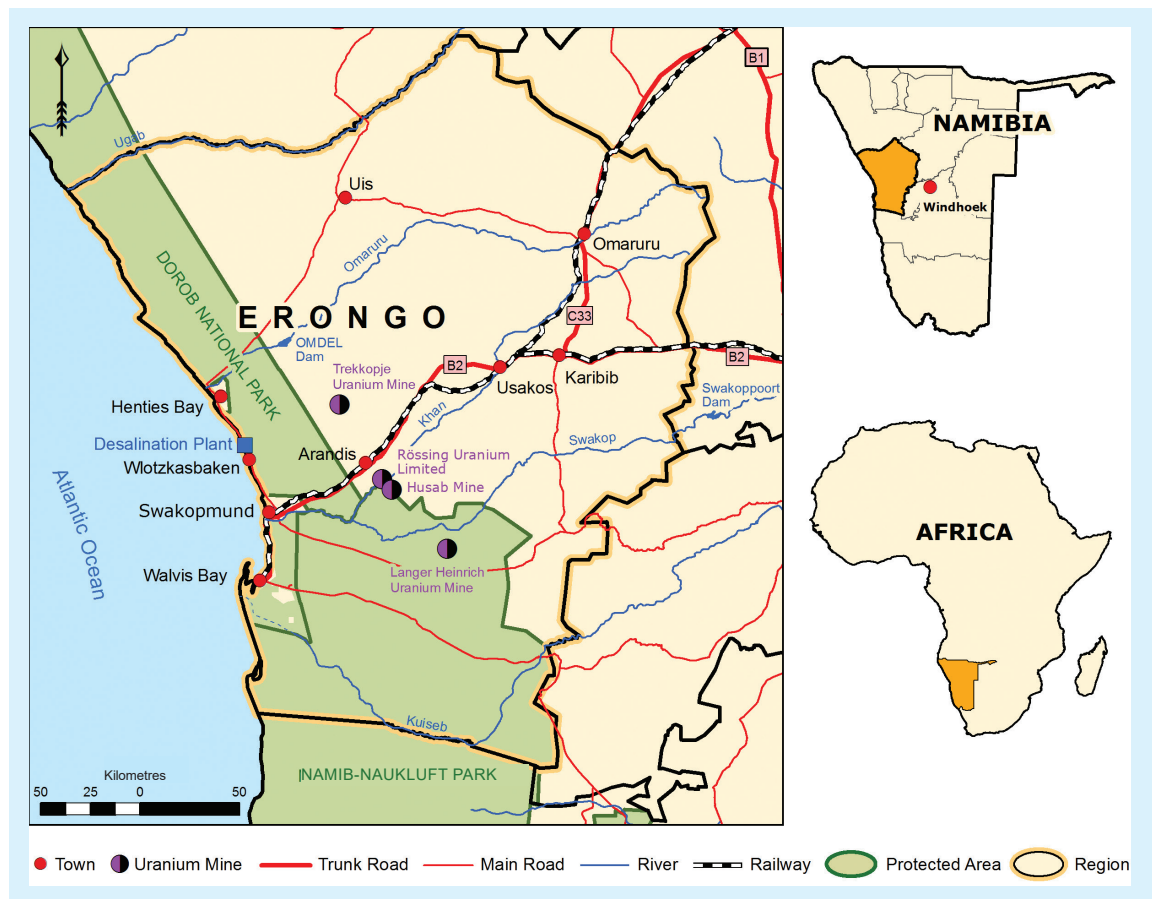 B1
Ugab
Uis
Omaruru
Omaruru
DOROB NATIONAL PARK
ERONGO
C33
OMDEL
Dam
Trekkopje
Uranium Mine
B2
B2
Usakos
Karibib
Swakoppoort
Dam
Henties Bay
Khan
Swakop
Desalination Plant
Wlotzkasbaken
Arandis
Rössing Uranium
Limited
Husab Mine
Swakopmund
Atlantic Ocean
Walvis Bay
Langer Heinrich
Uranium Mine
Kuiseb
NAMIB-NAUKLUFT PARK
Kilometres
50 25 0 50
NAMIBIA
Windhoek
AFRICA
Town
Uranium Mine
Trunk Road
Main Road
River
Railway
Protected Area
Region